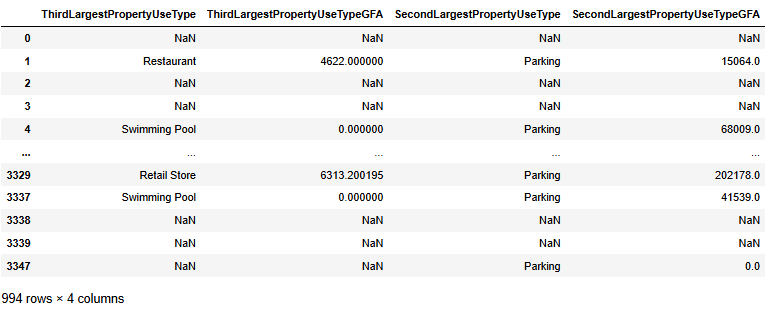 ThirdLargestPropertyUseType ThirdLargestPropertyUseTypeGFA SecondLargestPropertyUseType SecondLargestPropertyUseTypeGFA
0 NaN NaN NaN NaN
1 Restaurant 4622.000000 Parking 15064.0
2 NaN NaN NaN NaN
3 NaN NaN NaN NaN
4 Swimming Pool 0.000000 Parking 68009.0
... ... ... ... ...
3329 Retail Store 6313.200195 Parking 202178.0
3337 Swimming Pool 0.000000 Parking 41539.0
3338 NaN NaN NaN NaN
3339 NaN NaN NaN NaN
3347 NaN NaN Parking 0.0
994 rows × 4 columns